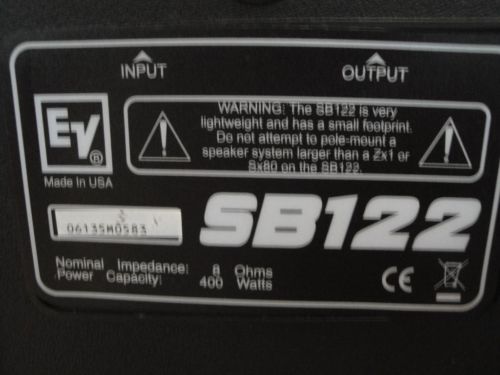 INPUT OUTPUT
EV®
Made in USA
WARNING: The SB122 is very
lightweight and has a small footprint.
Do not attempt to pole-mount a
speaker system larger than a Zx1 or
Sx80 on the SB122.
SB122
Nominal Impedance: 8 Ohms
Power Capacity: 400 Watts
CE